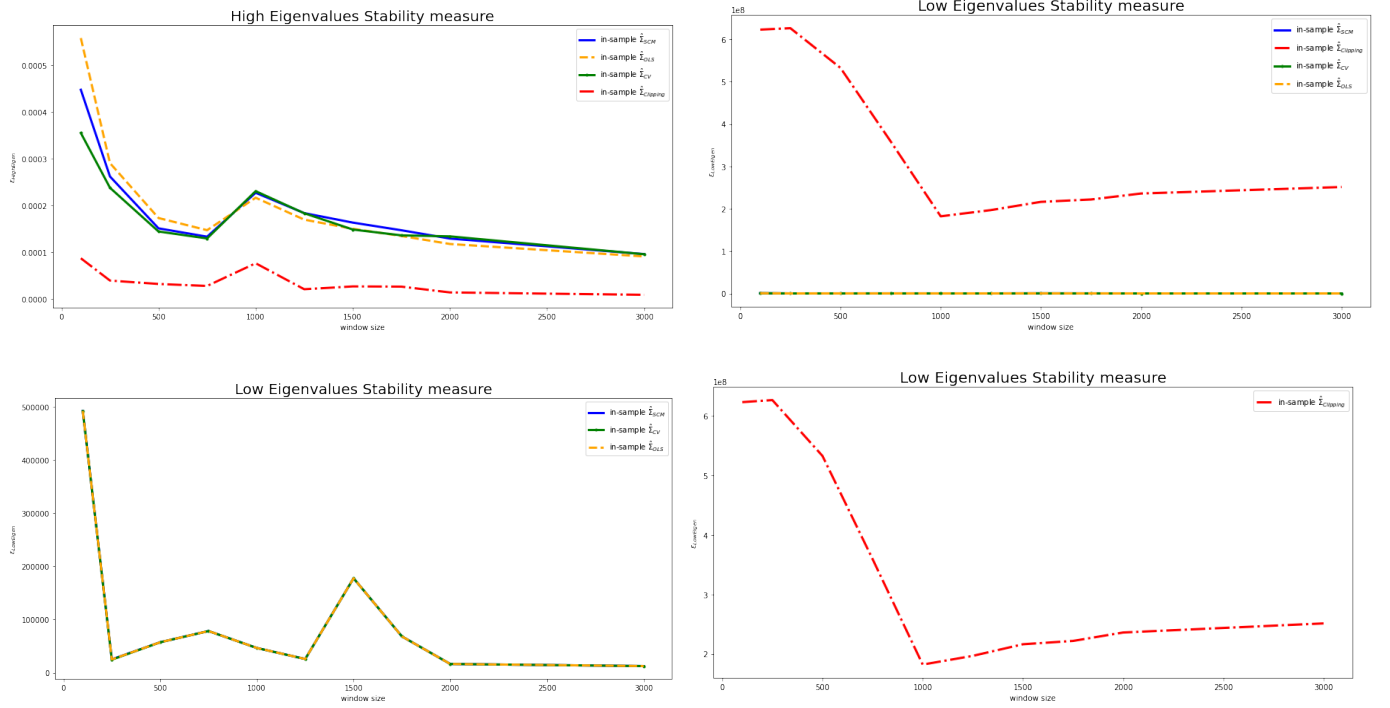 High Eigenvalues Stability measure
in-sample Σ̂_SCM
in-sample Σ̂_OLS
in-sample Σ̂_CV
in-sample Σ̂_Clipping
0.0005
0.0004
0.0003
0.0002
0.0001
0.0000
ε_HighEigen
0 500 1000 1500 2000 2500 3000
window size
Low Eigenvalues Stability measure
1e8
in-sample Σ̂_SCM
in-sample Σ̂_Clipping
in-sample Σ̂_CV
in-sample Σ̂_OLS
6
5
4
3
2
1
0
ε_LowEigen
0 500 1000 1500 2000 2500 3000
window size
Low Eigenvalues Stability measure
in-sample Σ̂_SCM
in-sample Σ̂_CV
in-sample Σ̂_OLS
500000
400000
300000
200000
100000
0
ε_LowEigen
0 500 1000 1500 2000 2500 3000
window size
Low Eigenvalues Stability measure
1e8
in-sample Σ̂_Clipping
6
5
4
3
2
ε_LowEigen
500 1000 1500 2000 2500 3000
window size